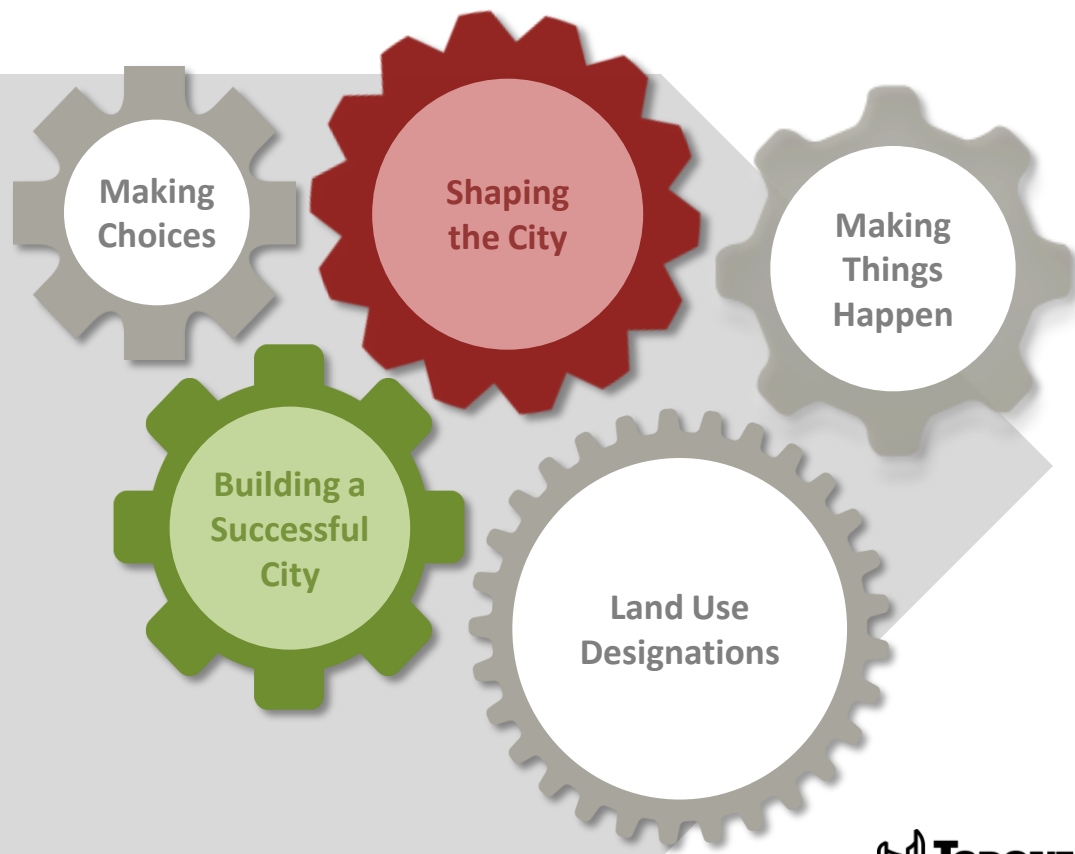 Making
Choices
Shaping
the City
Making
Things
Happen
Building a
Successful
City
Land Use
Designations